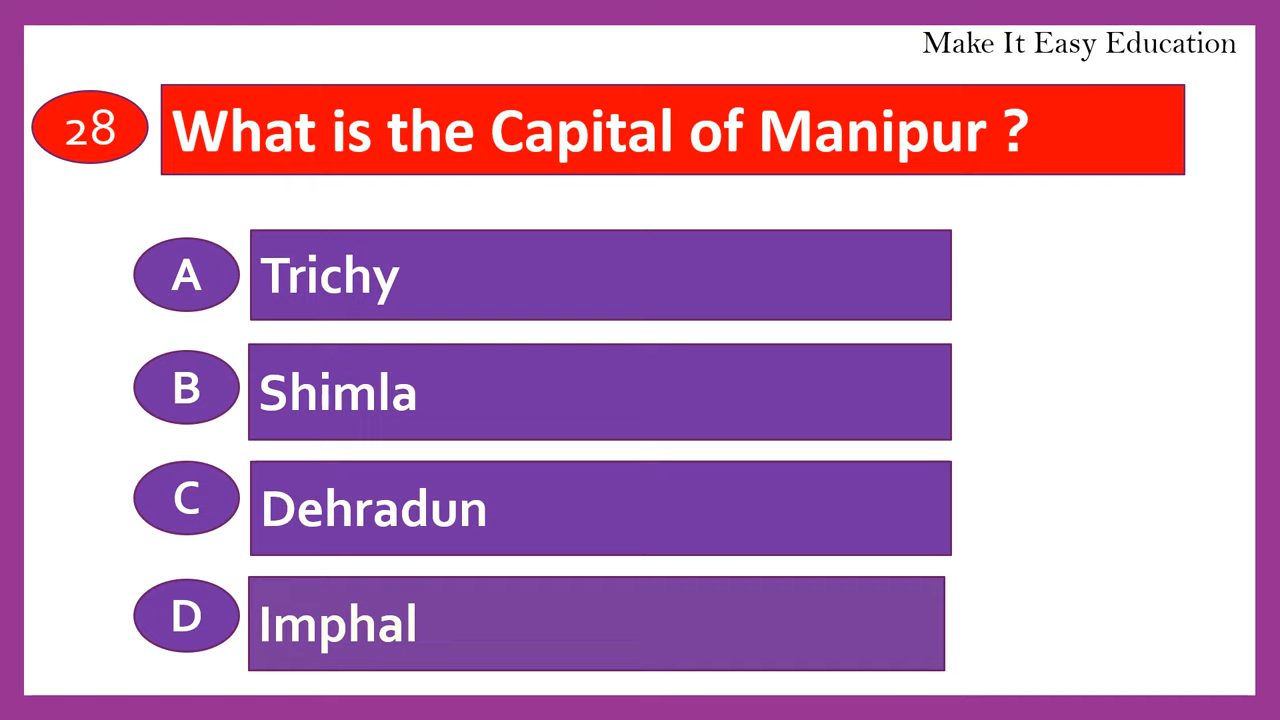 Make It Easy Education
28 What is the Capital of Manipur ?
A Trichy
B Shimla
C Dehradun
D Imphal